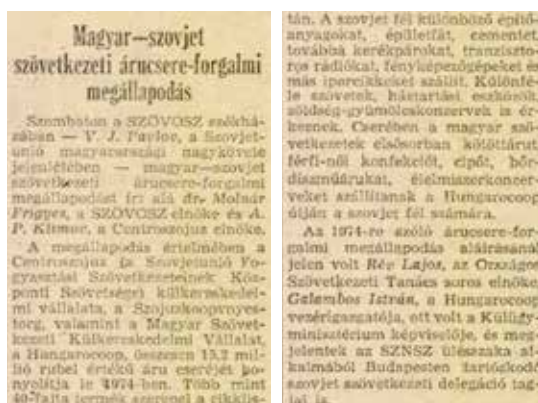 Magyar—szovjet
szövetkezeti árucsere-forgalmi
megállapodás
Szombaton a SZÖVOSZ székhá-
zában — V. J. Pavlov, a Szovjet-
unió magyarországi nagykövete
jelenlétében — magyar—szovjet
szövetkezeti árucsere-forgalmi
megállapodást írt alá dr. Molnár
Frigyes, a SZÖVOSZ elnöke és A.
P. Klimov, a Centroszojuz elnöke.
A megállapodás értelmében a
Centroszojuz (a Szovjetunió Fo-
gyasztási Szövetkezeteinek Köz-
ponti Szövetsége) külkereskedel-
mi vállalata, a Szojuzkoopvnyes-
torg, valamint a Magyar Szövet-
kezeti Külkereskedelmi Vállalat,
a Hungarocoop, összesen 15,2 mil-
lió rubel értékű áru cseréjét bo-
nyolítja le 1974-ben. Több mint
40-fajta termék szerepel a cikklis-
tán. A szovjet fél különböző építő-
anyagokat, épületfát, cementet,
továbbá kerékpárokat, tranziszto-
ros rádiókat, fényképezőgépeket és
más iparcikkeket szállít. Különfé-
le szövetek, háztartási eszközök,
zöldség-gyümölcskonzervek is ér-
keznek. Cserében a magyar szö-
vetkezetek elsősorban kötöttárut,
férfi-női konfekciót, cipőt, bőr-
díszműárukat, élelmiszerkonzer-
veket szállítanak a Hungarocoop
útján a szovjet fél számára.
Az 1974-re szóló árucsere-for-
galmi megállapodás aláírásánál
jelen volt Rév Lajos, az Országos
Szövetkezeti Tanács soros elnöke,
Galambos István, a Hungarocoop
vezérigazgatója, ott volt a Külügy-
minisztérium képviselője, és meg-
jelentek az SZNSZ ülésszaka al-
kalmából Budapesten tartózkodó
szovjet szövetkezeti delegáció tag-
jai is.